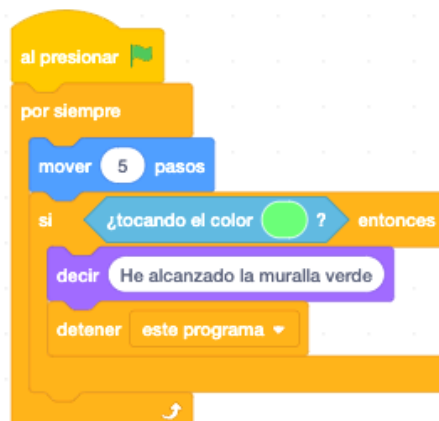 al presionar
por siempre
mover 5 pasos
si ¿tocando el color ? entonces
decir He alcanzado la muralla verde
detener este programa